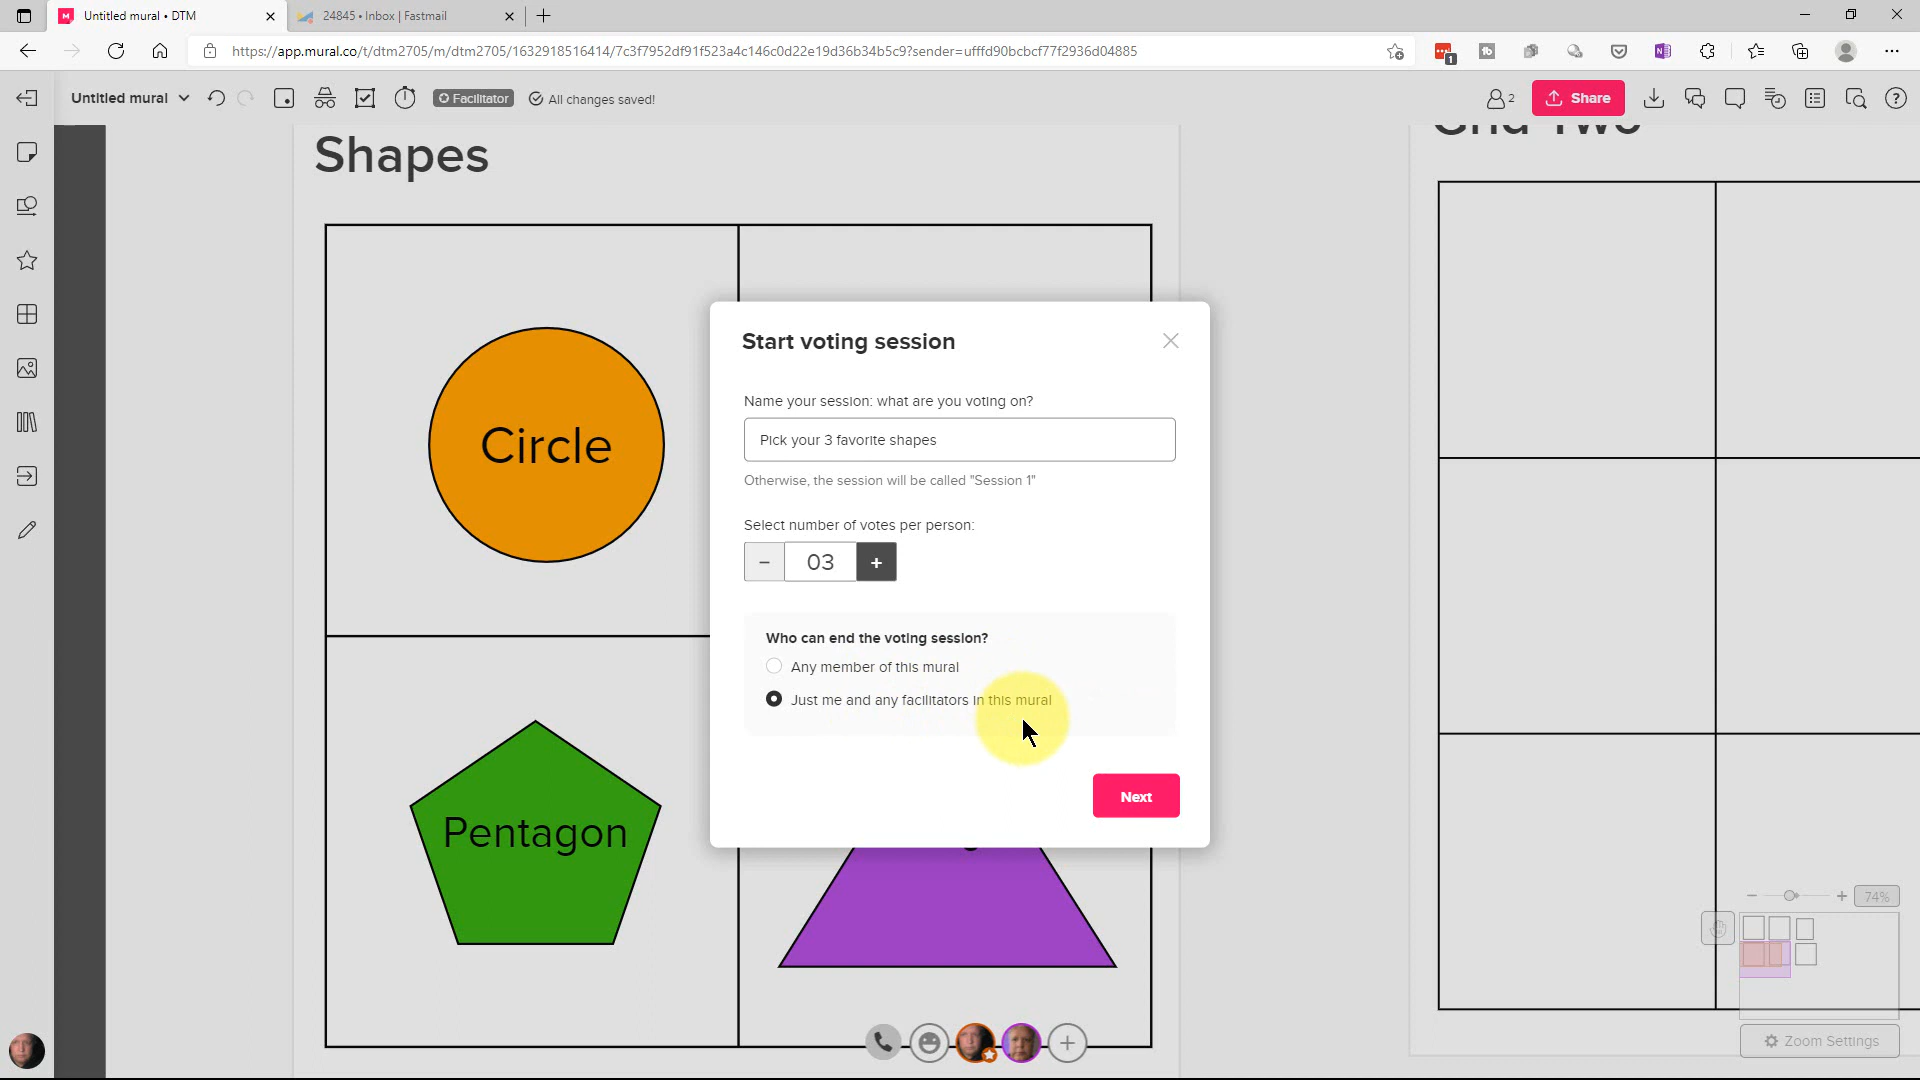 Untitled mural • DTM
24845 • Inbox | Fastmail
https://app.mural.co/t/dtm2705/m/dtm2705/1632918516414/7c3f7952df91f523a4c146c0d22e19d36b34b5c9?sender=ufffd90bcbcf77f2936d04885
1
Untitled mural
Facilitator
All changes saved!
2
Share
Shapes
Grid Two
Circle
Pentagon
Start voting session
Name your session: what are you voting on?
Pick your 3 favorite shapes
Otherwise, the session will be called "Session 1"
Select number of votes per person:
− 03 +
Who can end the voting session?
Any member of this mural
Just me and any facilitators in this mural
Next
74%
Zoom Settings